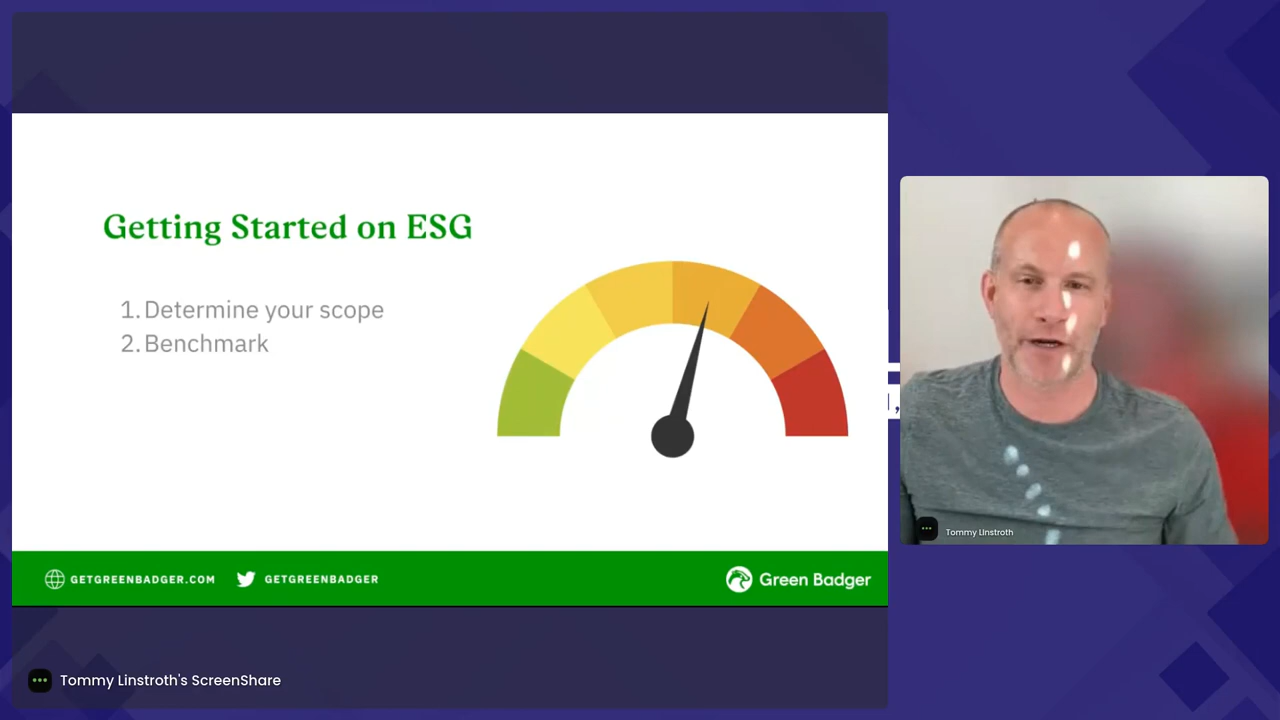 Getting Started on ESG
1. Determine your scope
2. Benchmark
GETGREENBADGER.COM
GETGREENBADGER
Green Badger
Tommy Linstroth
Tommy Linstroth's ScreenShare